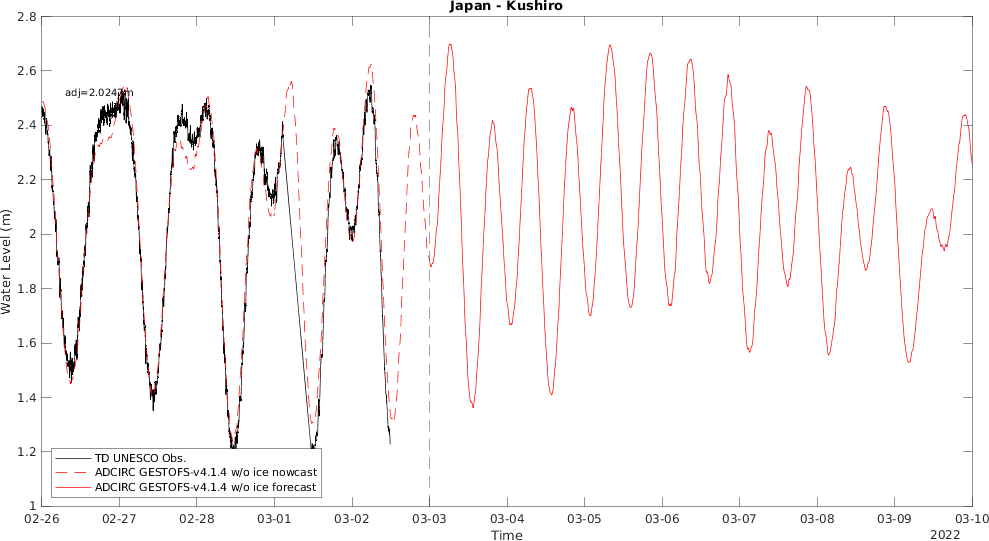 Japan - Kushiro
2.8
2.6
adj=2.024 m
2.4
2.2
2
1.8
1.6
1.4
1.2
1
Water Level (m)
TD UNESCO Obs.
ADCIRC GESTOFS-v4.1.4 w/o ice nowcast
ADCIRC GESTOFS-v4.1.4 w/o ice forecast
02-26 02-27 02-28 03-01 03-02 03-03 03-04 03-05 03-06 03-07 03-08 03-09 03-10
Time
2022